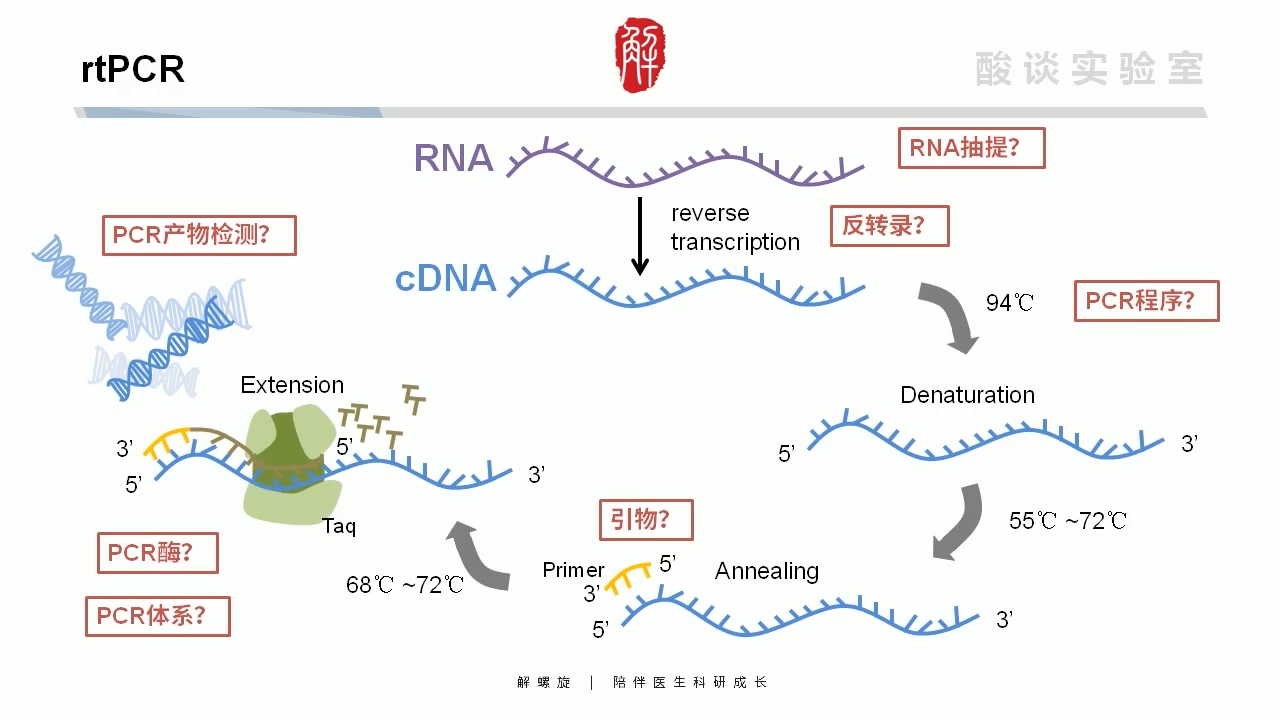 rtPCR
解
酸谈实验室
RNA
RNA抽提？
reverse
transcription
反转录？
PCR产物检测？
cDNA
94℃
PCR程序？
Extension
Denaturation
T T T T T T T T
3’
5’
5’
3’
5’
3’
Taq
55℃ ~72℃
引物？
PCR酶？
68℃ ~72℃
Primer
5’
3’
Annealing
5’
3’
PCR体系？
解螺旋 | 陪伴医生科研成长